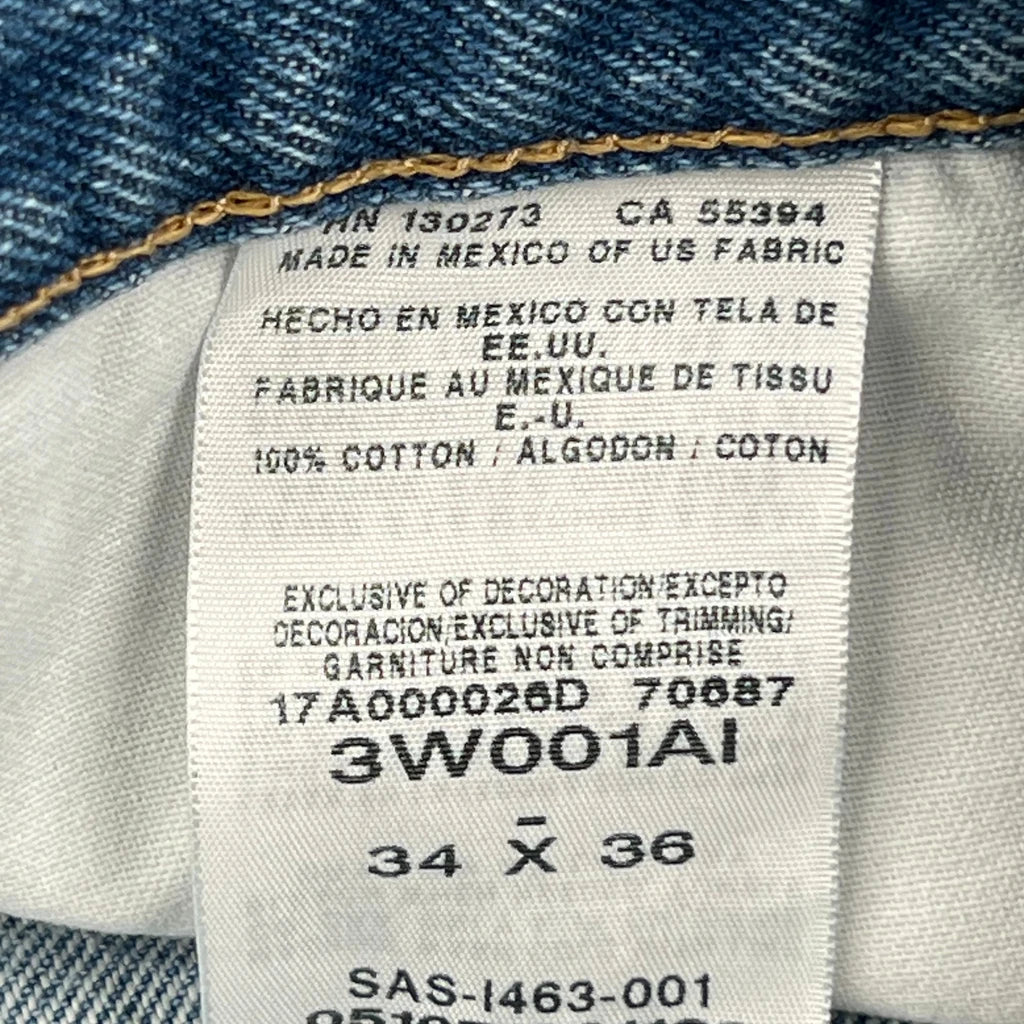 RN 130273 CA 55394
MADE IN MEXICO OF US FABRIC
HECHO EN MEXICO CON TELA DE
EE.UU.
FABRIQUE AU MEXIQUE DE TISSU
E.-U.
100% COTTON / ALGODON / COTON
EXCLUSIVE OF DECORATION/EXCEPTO
DECORACION/EXCLUSIVE OF TRIMMING/
GARNITURE NON COMPRISE
17A000026D 70687
3W001AI
-
34 X 36
SAS-I463-001